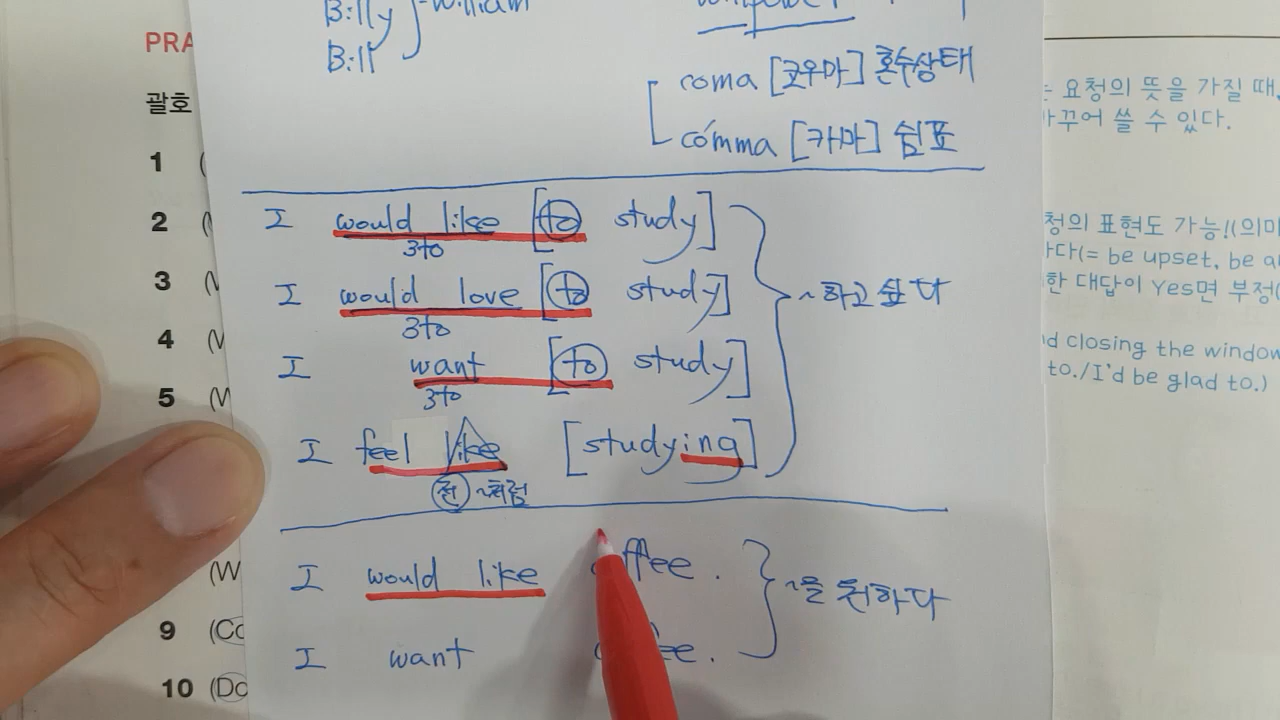 Billy
William
Bill
coma [코우마] 혼수상태
cómma [카마] 쉼표
I would like [to study]
3to
I would love [to study]
3to
~하고 싶다
I want [to study]
3to
I feel like [studying]
전 ~처럼
I would like coffee.
I want coffee.
~을 원하다
괄호
1 (
2 (
3 (
4 (
5 (
(W
9 (Co
10 (Do
요청의 뜻을 가질 때,
바꾸어 쓸 수 있다.
청의 표현도 가능!(의미
하다(= be upset, be a
한 대답이 Yes면 부정(
closing the window
to./I'd be glad to.)